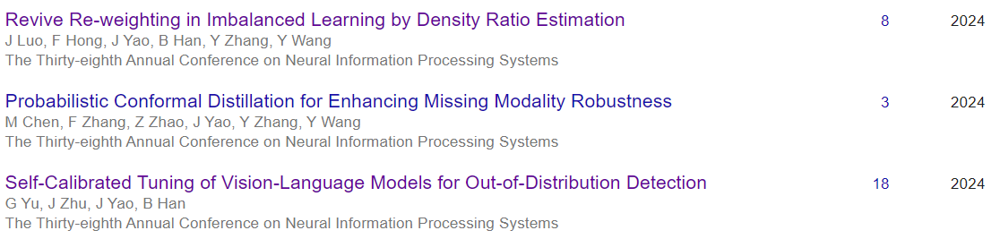 Revive Re-weighting in Imbalanced Learning by Density Ratio Estimation 8 2024
J Luo, F Hong, J Yao, B Han, Y Zhang, Y Wang
The Thirty-eighth Annual Conference on Neural Information Processing Systems
Probabilistic Conformal Distillation for Enhancing Missing Modality Robustness 3 2024
M Chen, F Zhang, Z Zhao, J Yao, Y Zhang, Y Wang
The Thirty-eighth Annual Conference on Neural Information Processing Systems
Self-Calibrated Tuning of Vision-Language Models for Out-of-Distribution Detection 18 2024
G Yu, J Zhu, J Yao, B Han
The Thirty-eighth Annual Conference on Neural Information Processing Systems